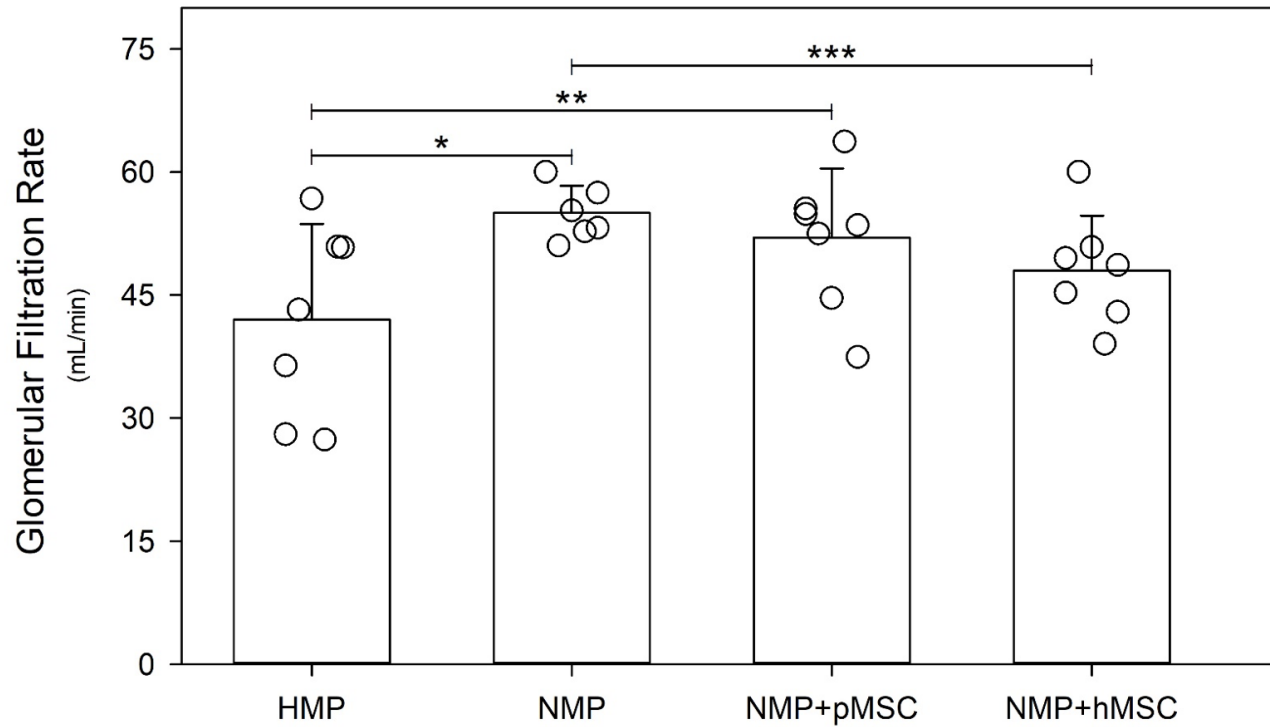 Glomerular Filtration Rate
(mL/min)
75
60
45
30
15
0
***
**
*
HMP
NMP
NMP+pMSC
NMP+hMSC